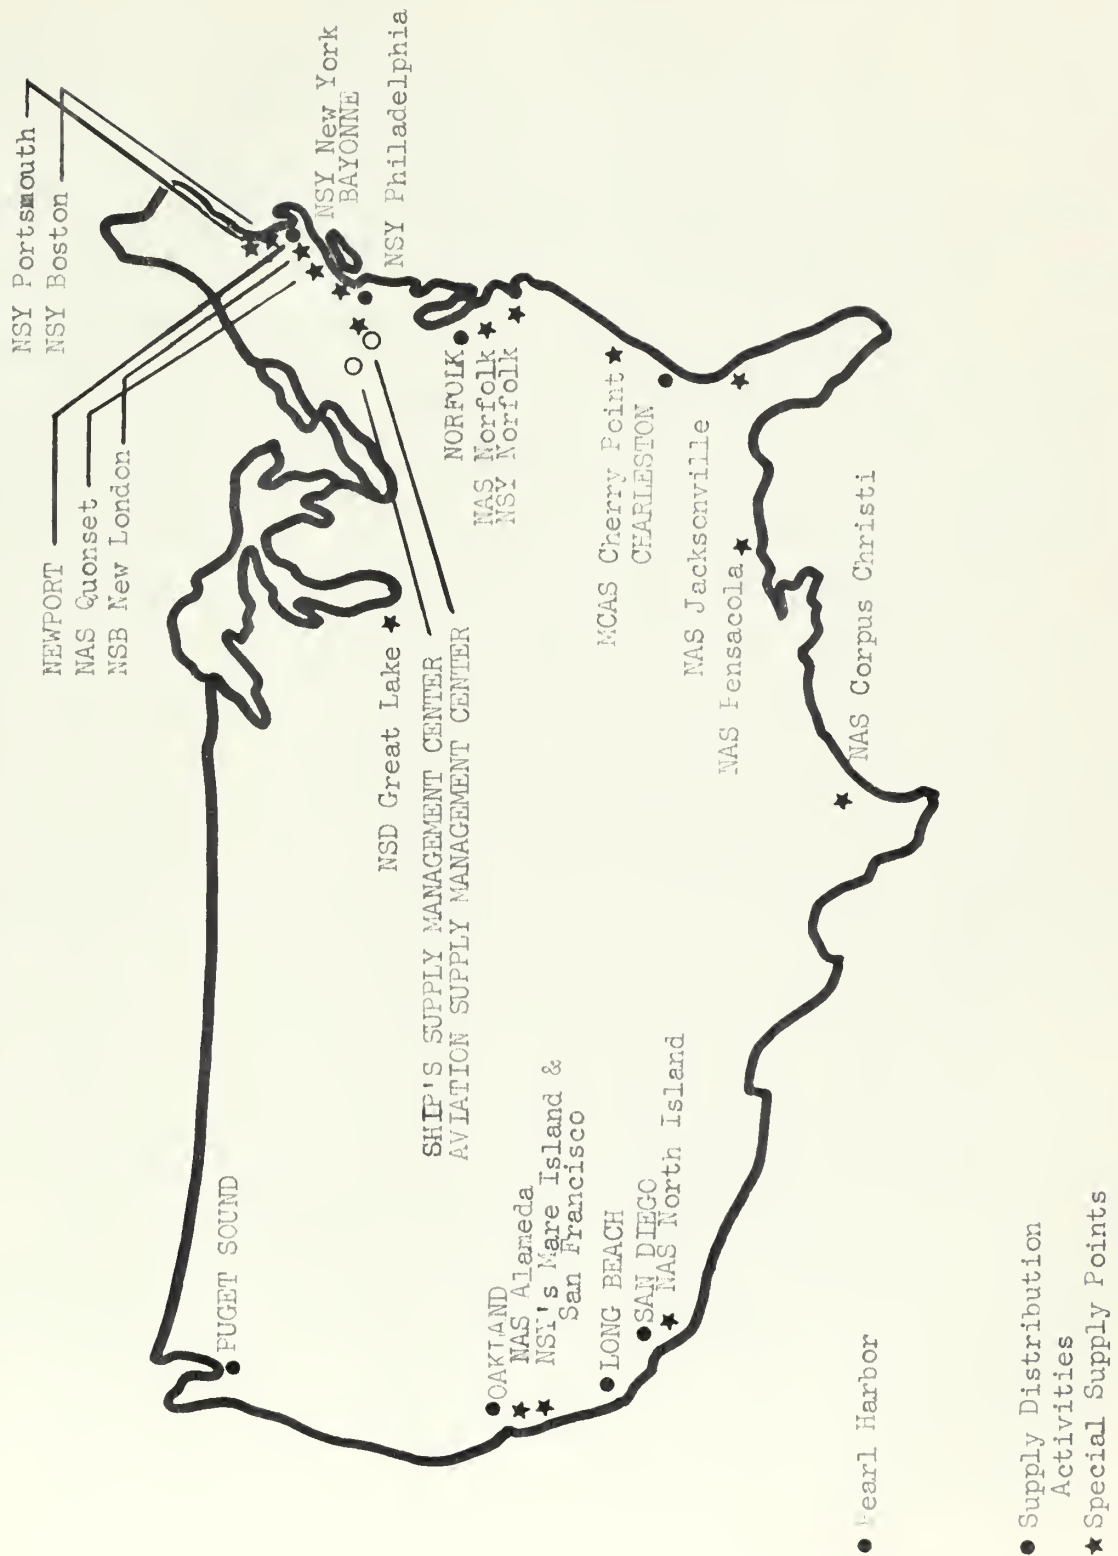 NSY Portsmouth
NSY Boston
NEWPORT
NAS Quonset
NSB New London
NSY New York
BAYONNE
NSY Philadelphia
PUGET SOUND
NSD Great Lake
SHIP'S SUPPLY MANAGEMENT CENTER
AVIATION SUPPLY MANAGEMENT CENTER
NORFOLK
NAS Norfolk
NSY Norfolk
OAKLAND
NAS Alameda
NSY's Mare Island &
San Francisco
LONG BEACH
SAN DIEGO
NAS North Island
MCAS Cherry Point
CHARLESTON
NAS Jacksonville
NAS Pensacola
NAS Corpus Christi
Pearl Harbor
Supply Distribution
Activities
Special Supply Points